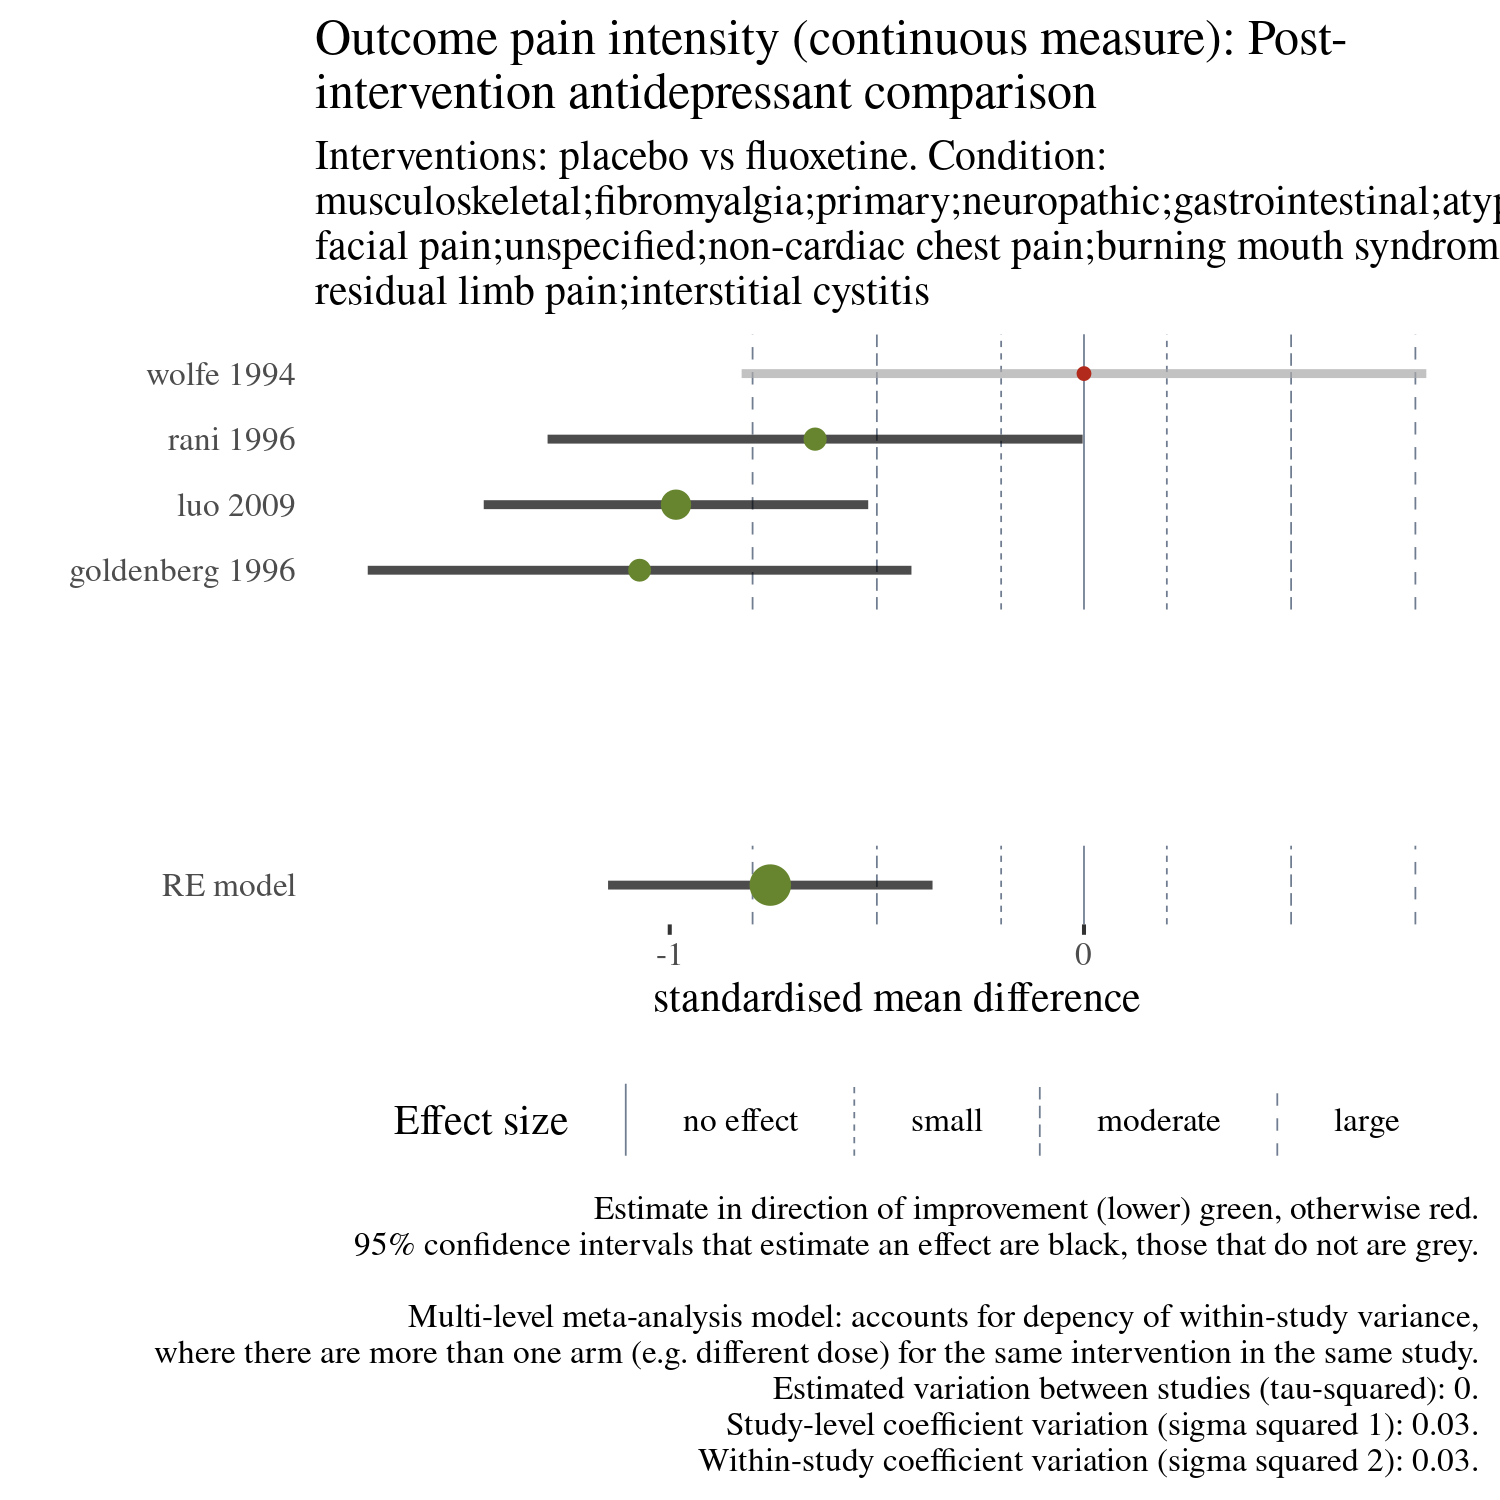 Outcome pain intensity (continuous measure): Post-
intervention antidepressant comparison
Interventions: placebo vs fluoxetine. Condition:
musculoskeletal;fibromyalgia;primary;neuropathic;gastrointestinal;
facial pain;unspecified;non-cardiac chest pain;burning mouth
residual limb pain;interstitial cystitis
wolfe 1994
rani 1996
luo 2009
goldenberg 1996
RE model
-1 0
standardised mean difference
Effect size no effect small moderate large
Estimate in direction of improvement (lower) green, otherwise red.
95% confidence intervals that estimate an effect are black, those that do not are grey.
Multi-level meta-analysis model: accounts for depency of within-study variance,
where there are more than one arm (e.g. different dose) for the same intervention in the same study.
Estimated variation between studies (tau-squared): 0.
Study-level coefficient variation (sigma squared 1): 0.03.
Within-study coefficient variation (sigma squared 2): 0.03.